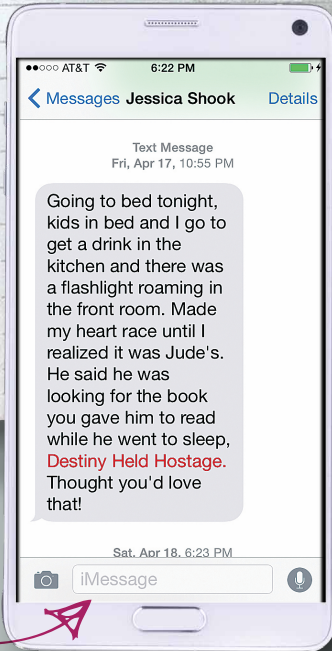 AT&T 6:22 PM
Messages Jessica Shook Details
Text Message
Fri, Apr 17, 10:55 PM
Going to bed tonight,
kids in bed and I go to
get a drink in the
kitchen and there was
a flashlight roaming in
the front room. Made
my heart race until I
realized it was Jude's.
He said he was
looking for the book
you gave him to read
while he went to sleep,
Destiny Held Hostage.
Thought you'd love
that!
Sat, Apr 18, 6:23 PM
iMessage